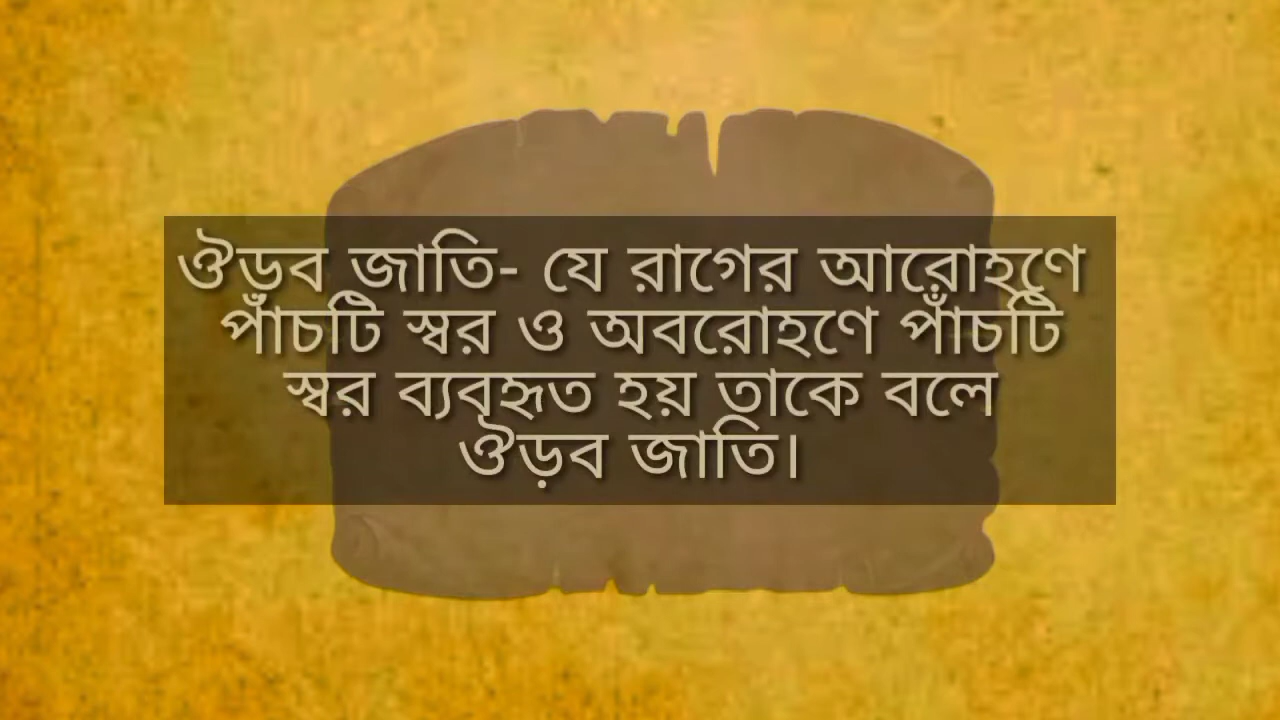 ঔড়ব জাতি- যে রাগের আরোহণে
পাঁচটি স্বর ও অবরোহণে পাঁচটি
স্বর ব্যবহৃত হয় তাকে বলে
ঔড়ব জাতি।